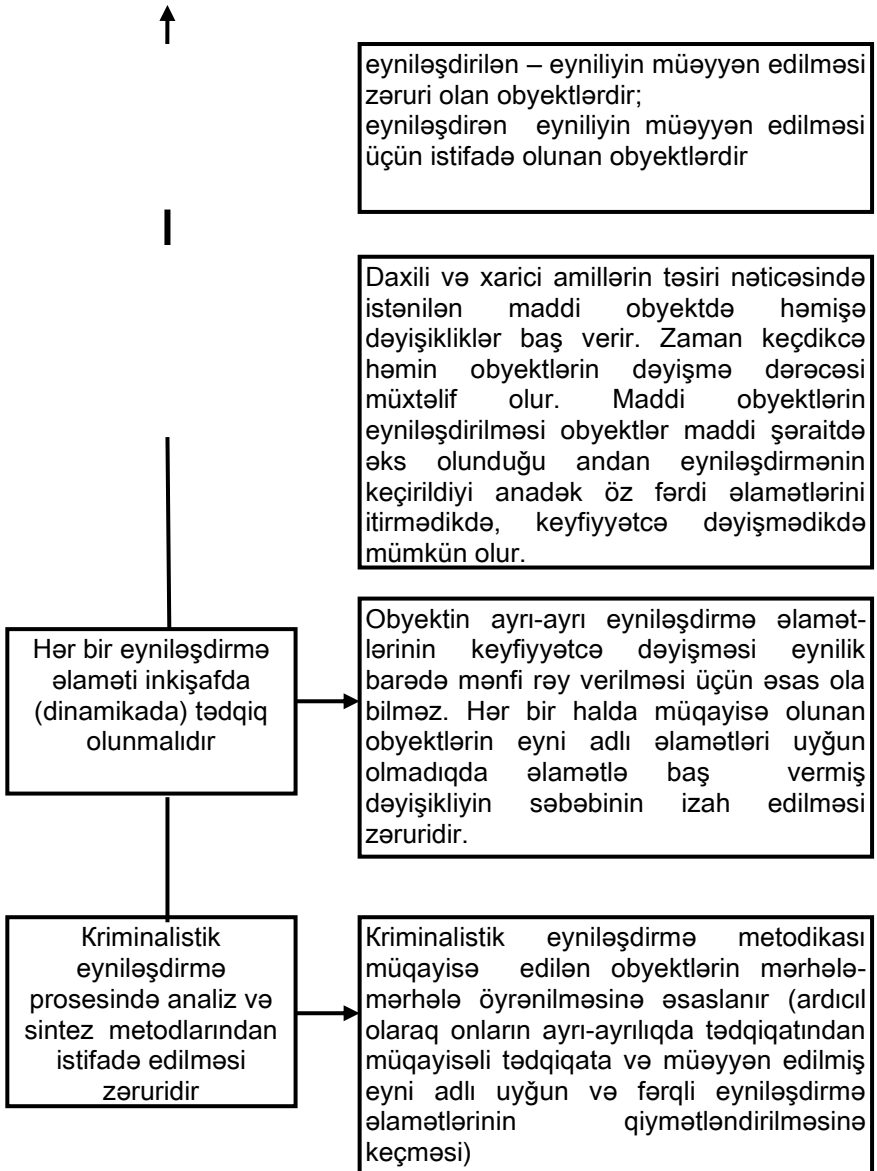 eyniləşdirilən – eyniliyin müəyyən edilməsi
zəruri olan obyektlərdir;
eyniləşdirən eyniliyin müəyyən edilməsi
üçün istifadə olunan obyektlərdir
Daxili və xarici amillərin təsiri nəticəsində
istənilən maddi obyektdə həmişə
dəyişikliklər baş verir. Zaman keçdikcə
həmin obyektlərin dəyişmə dərəcəsi
müxtəlif olur. Maddi obyektlərin
eyniləşdirilməsi obyektlər maddi şəraitdə
əks olunduğu andan eyniləşdirmənin
keçirildiyi anadək öz fərdi əlamətlərini
itirmədikdə, keyfiyyətcə dəyişmədikdə
mümkün olur.
Hər bir eyniləşdirmə
əlaməti inkişafda
(dinamikada) tədqiq
olunmalıdır
Obyektin ayrı-ayrı eyniləşdirmə əlamət-
lərinin keyfiyyətcə dəyişməsi eynilik
barədə mənfi rəy verilməsi üçün əsas ola
bilməz. Hər bir halda müqayisə olunan
obyektlərin eyni adlı əlamətləri uyğun
olmadıqda əlamətlə baş vermiş
dəyişikliyin səbəbinin izah edilməsi
zəruridir.
Kriminalistik
eyniləşdirmə
prosesində analiz və
sintez metodlarından
istifadə edilməsi
zəruridir
Kriminalistik eyniləşdirmə metodikası
müqayisə edilən obyektlərin mərhələ-
mərhələ öyrənilməsinə əsaslanır (ardıcıl
olaraq onların ayrı-ayrılıqda tədqiqatından
müqayisəli tədqiqata və müəyyən edilmiş
eyni adlı uyğun və fərqli eyniləşdirmə
əlamətlərinin qiymətləndirilməsinə
keçməsi)